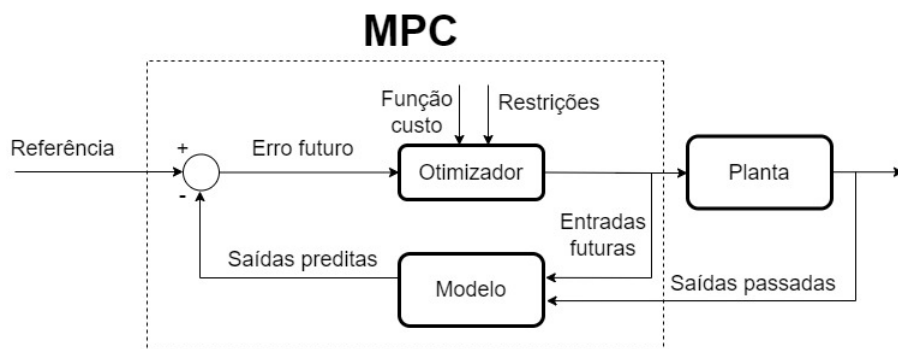 MPC
Função
custo
Restrições
Referência
+
Erro futuro
Otimizador
Planta
-
Entradas
futuras
Saídas preditas
Modelo
Saídas passadas